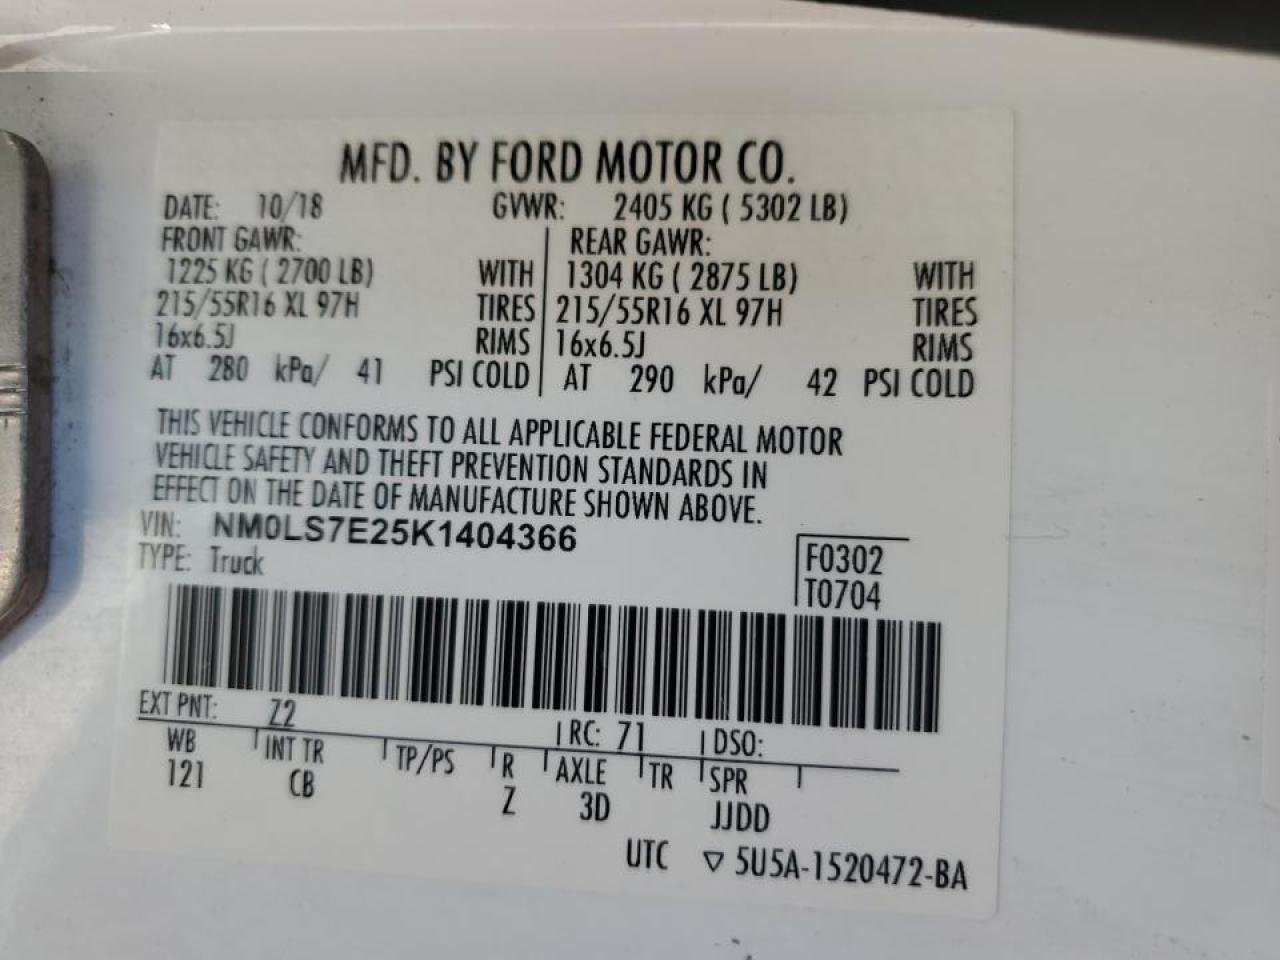 MFD. BY FORD MOTOR CO.
DATE: 10/18 GVWR: 2405 KG ( 5302 LB)
FRONT GAWR: REAR GAWR:
1225 KG ( 2700 LB) WITH 1304 KG ( 2875 LB) WITH
215/55R16 XL 97H TIRES 215/55R16 XL 97H TIRES
16x6.5J RIMS 16x6.5J RIMS
AT 280 kPa/ 41 PSI COLD AT 290 kPa/ 42 PSI COLD
THIS VEHICLE CONFORMS TO ALL APPLICABLE FEDERAL MOTOR
VEHICLE SAFETY AND THEFT PREVENTION STANDARDS IN
EFFECT ON THE DATE OF MANUFACTURE SHOWN ABOVE.
VIN: NM0LS7E25K1404366
TYPE: Truck
F0302
T0704
EXT PNT: Z2 RC: 71 DSO:
WB INT TR TP/PS R AXLE TR SPR
121 CB Z 3D JJDD
UTC ▽ 5U5A-1520472-BA